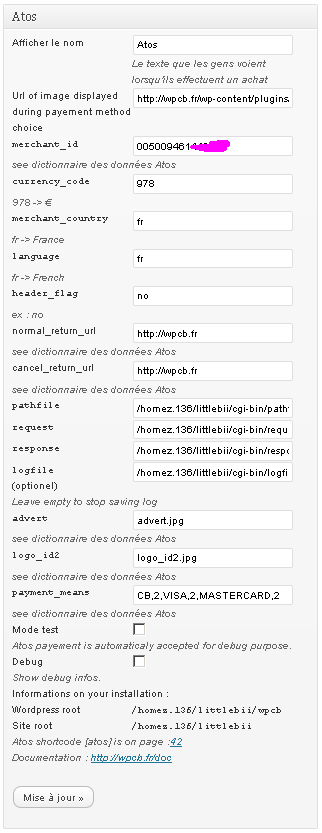 Atos
Afficher le nom
Atos
Le texte que les gens voient
lorsqu'ils effectuent un achat
Url of image displayed
during payement method
choice
http://wpcb.fr/wp-content/plugins
merchant_id
005009461
see dictionnaire des données Atos
currency_code
978
978 -> €
merchant_country
fr
fr -> France
language
fr
fr -> French
header_flag
no
ex : no
normal_return_url
http://wpcb.fr
see dictionnaire des données Atos
cancel_return_url
http://wpcb.fr
see dictionnaire des données Atos
pathfile
/homez.136/littlebii/cgi-bin/path
request
/homez.136/littlebii/cgi-bin/requ
response
/homez.136/littlebii/cgi-bin/respo
logfile
(optionel)
/homez.136/littlebii/cgi-bin/logfi
Leave empty to stop saving log
advert
advert.jpg
see dictionnaire des données Atos
logo_id2
logo_id2.jpg
see dictionnaire des données Atos
payment_means
CB,2,VISA,2,MASTERCARD,2
see dictionnaire des données Atos
Mode test
Atos payement is automaticaly accepted for debug purpose.
Debug
Show debug infos.
Informations on your installation :
Wordpress root /homez.136/littlebii/wpcb
Site root /homez.136/littlebii
Atos shortcode [atos] is on page :42
Documentation : http://wpcb.fr/doc
Mise à jour »